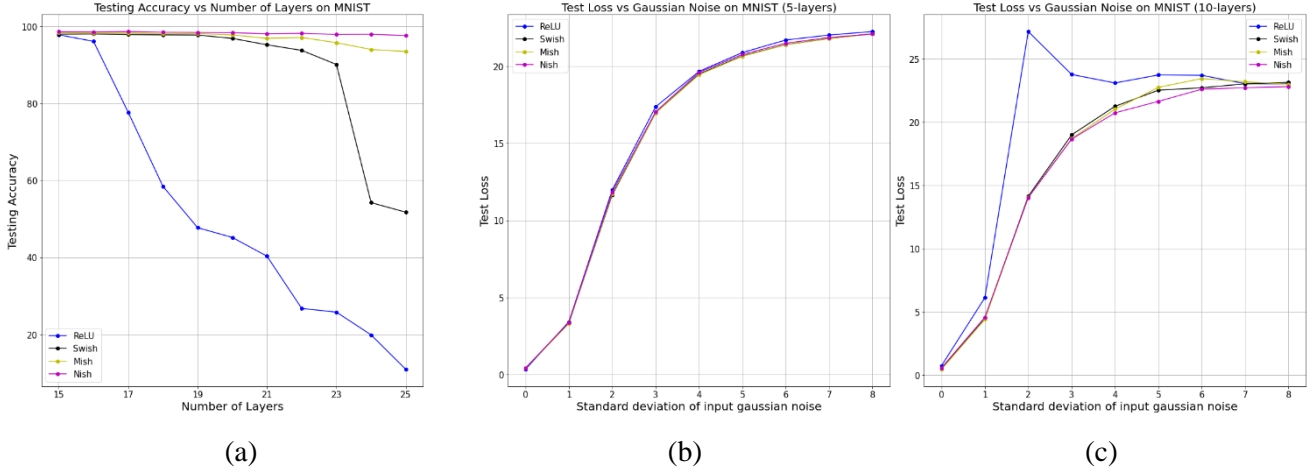 Testing Accuracy vs Number of Layers on MNIST
100
80
60
40
20
Testing Accuracy
ReLU
Swish
Mish
Nish
15
17
19
21
23
25
Number of Layers
(a)
Test Loss vs Gaussian Noise on MNIST (5-layers)
ReLU
Swish
Mish
Nish
20
15
10
5
0
Test Loss
0
1
2
3
4
5
6
7
8
Standard deviation of input gaussian noise
(b)
Test Loss vs Gaussian Noise on MNIST (10-layers)
ReLU
Swish
Mish
Nish
25
20
15
10
5
0
Test Loss
0
1
2
3
4
5
6
7
8
Standard deviation of input gaussian noise
(c)